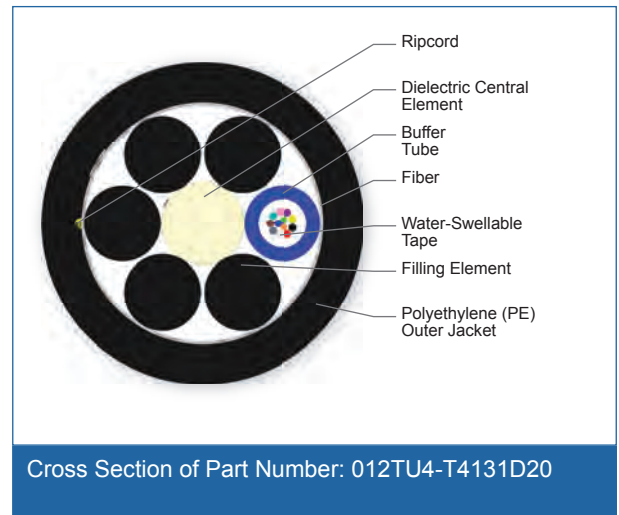 Ripcord
Dielectric Central
Element
Buffer
Tube
Fiber
Water-Swellable
Tape
Filling Element
Polyethylene (PE)
Outer Jacket
Cross Section of Part Number: 012TU4-T4131D20